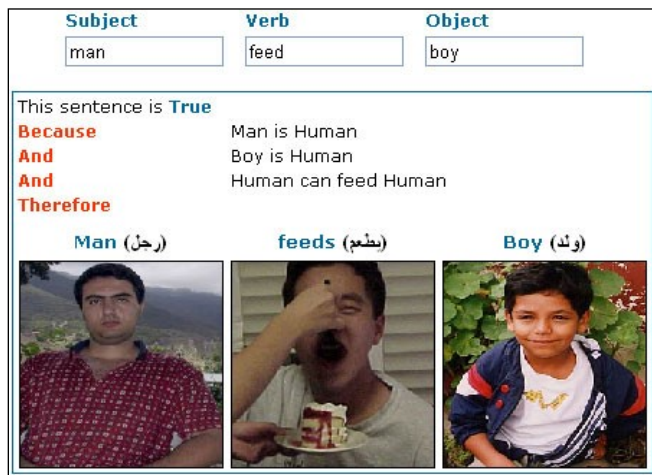 Subject Verb Object
man feed boy
This sentence is True
Because Man is Human
And Boy is Human
And Human can feed Human
Therefore
Man (رجل) feeds (يطعم) Boy (ولد)